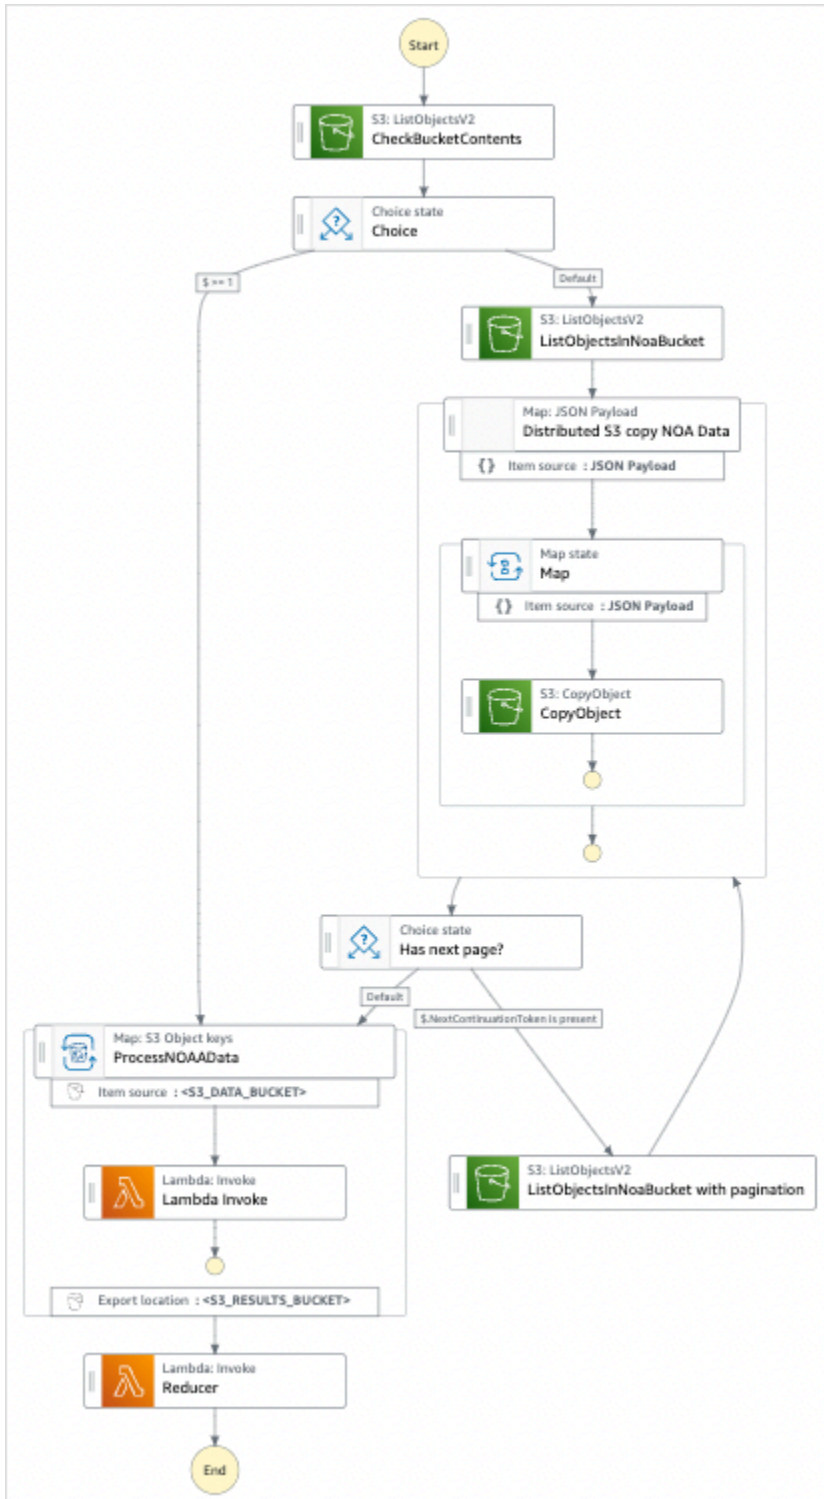 Start
S3: ListObjectsV2
CheckBucketContents
Choice state
Choice
$ >= 1
Default
S3: ListObjectsV2
ListObjectsInNoaBucket
Map: JSON Payload
Distributed S3 copy NOA Data
{} Item source : JSON Payload
Map state
Map
{} Item source : JSON Payload
S3: CopyObject
CopyObject
Choice state
Has next page?
Default
$.NextContinuationToken is present
Map: S3 Object keys
ProcessNOAAData
Item source : <S3_DATA_BUCKET>
S3: ListObjectsV2
ListObjectsInNoaBucket with pagination
Lambda: Invoke
Lambda Invoke
Export location : <S3_RESULTS_BUCKET>
Lambda: Invoke
Reducer
End